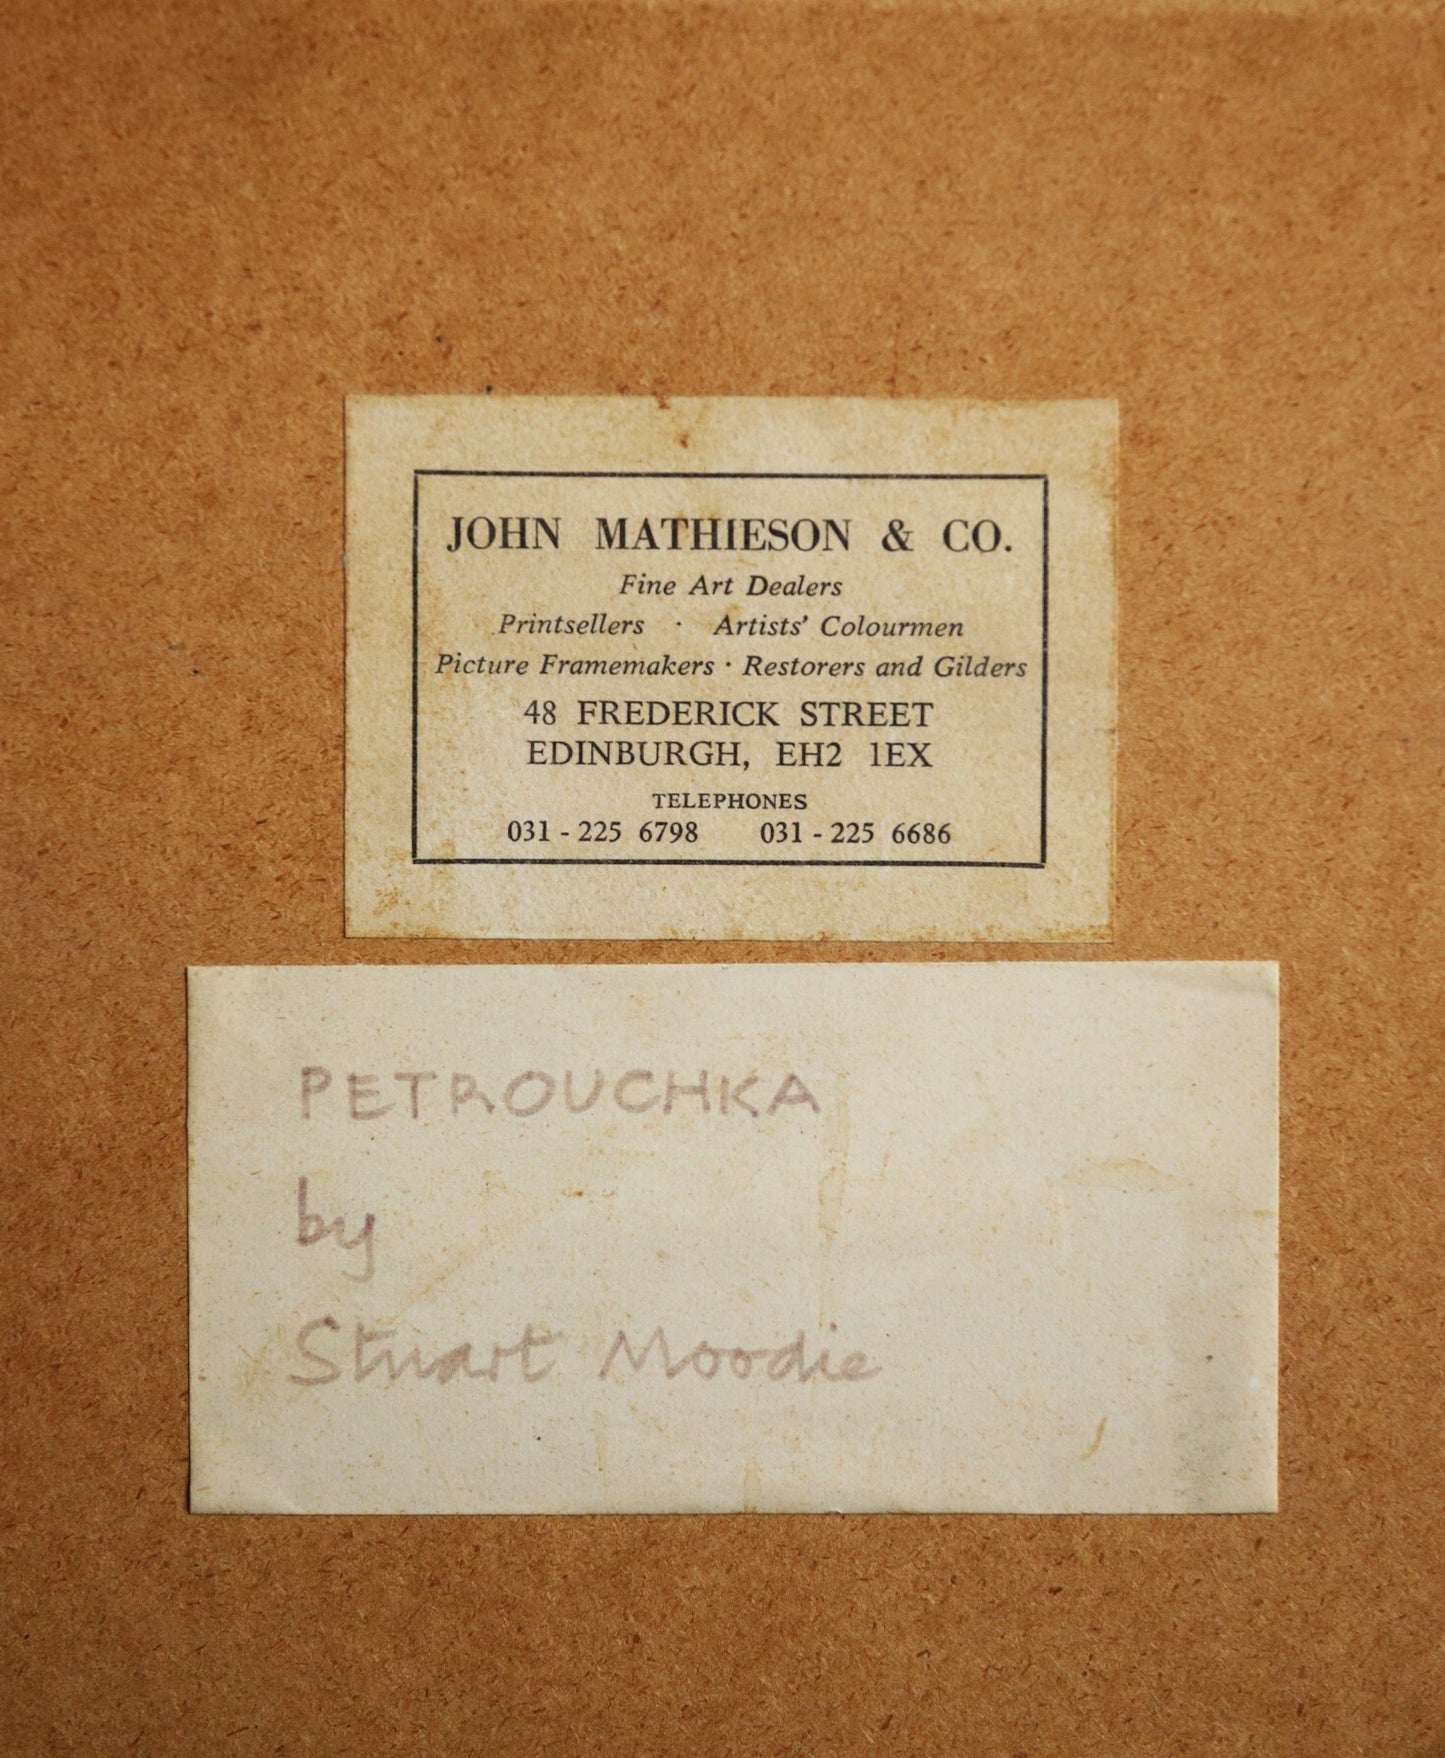 JOHN MATHIESON & CO.
Fine Art Dealers
Printsellers · Artists' Colourmen
Picture Framemakers · Restorers and Gilders
48 FREDERICK STREET
EDINBURGH, EH2 1EX
TELEPHONES
031 - 225 6798 031 - 225 6686
PETROUCHKA
by
Stuart Moodie